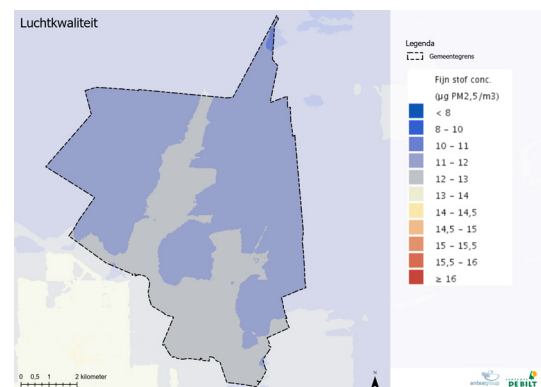 Luchtkwaliteit
Legenda
Gemeentegrens
Fijn stof conc.
(µg PM2,5/m3)
< 8
8 – 10
10 – 11
11 – 12
12 – 13
13 – 14
14 – 14,5
14,5 – 15
15 – 15,5
15,5 – 16
≥ 16
0 0,5 1 2 kilometer
anteagroup
DE BILT